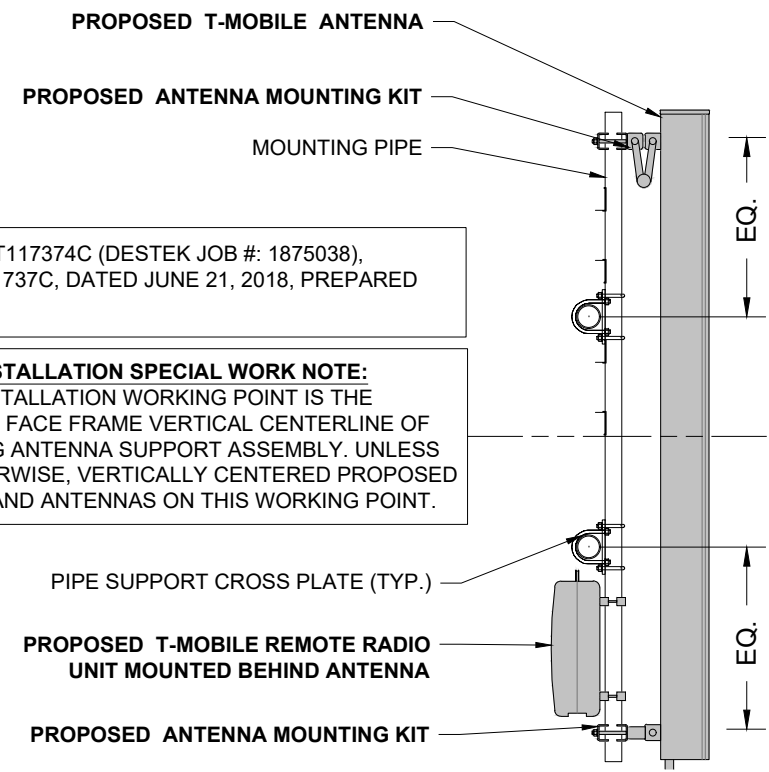 PROPOSED T-MOBILE ANTENNA
PROPOSED ANTENNA MOUNTING KIT
MOUNTING PIPE
EQ.
T117374C (DESTEK JOB #: 1875038),
1737C, DATED JUNE 21, 2018, PREPARED
STALLATION SPECIAL WORK NOTE:
STALLATION WORKING POINT IS THE
FACE FRAME VERTICAL CENTERLINE OF
G ANTENNA SUPPORT ASSEMBLY. UNLESS
ERWISE, VERTICALLY CENTERED PROPOSED
AND ANTENNAS ON THIS WORKING POINT.
PIPE SUPPORT CROSS PLATE (TYP.)
PROPOSED T-MOBILE REMOTE RADIO
UNIT MOUNTED BEHIND ANTENNA
EQ.
PROPOSED ANTENNA MOUNTING KIT